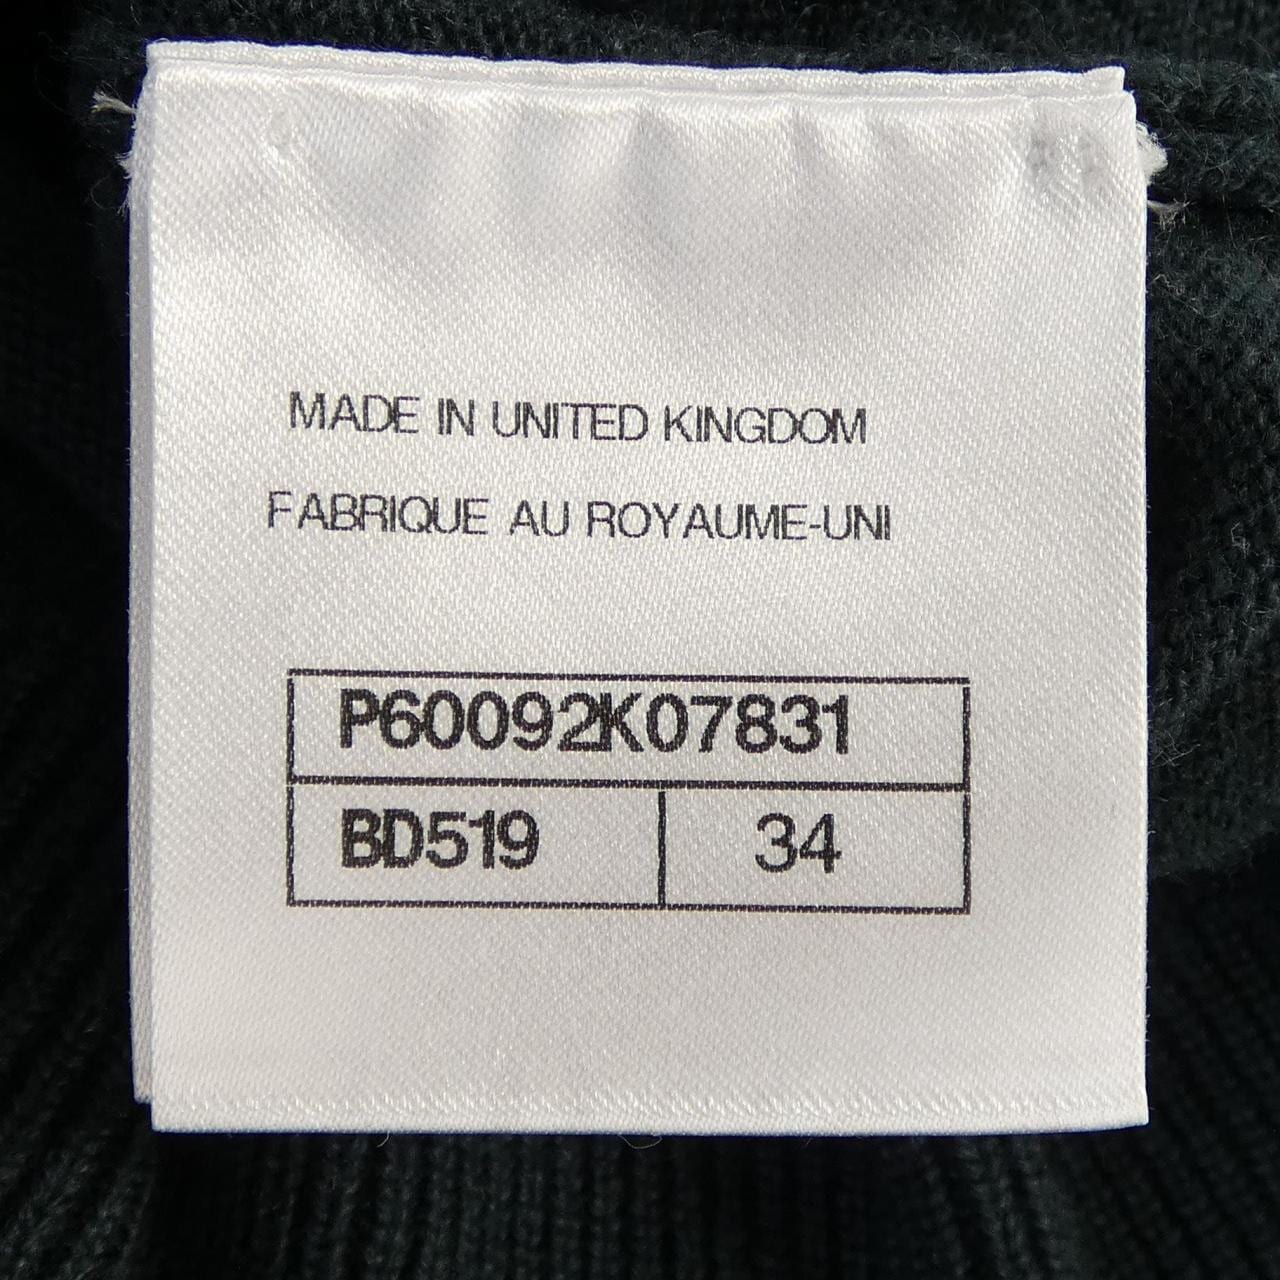 MADE IN UNITED KINGDOM
FABRIQUE AU ROYAUME-UNI
P60092K07831
BD519 34